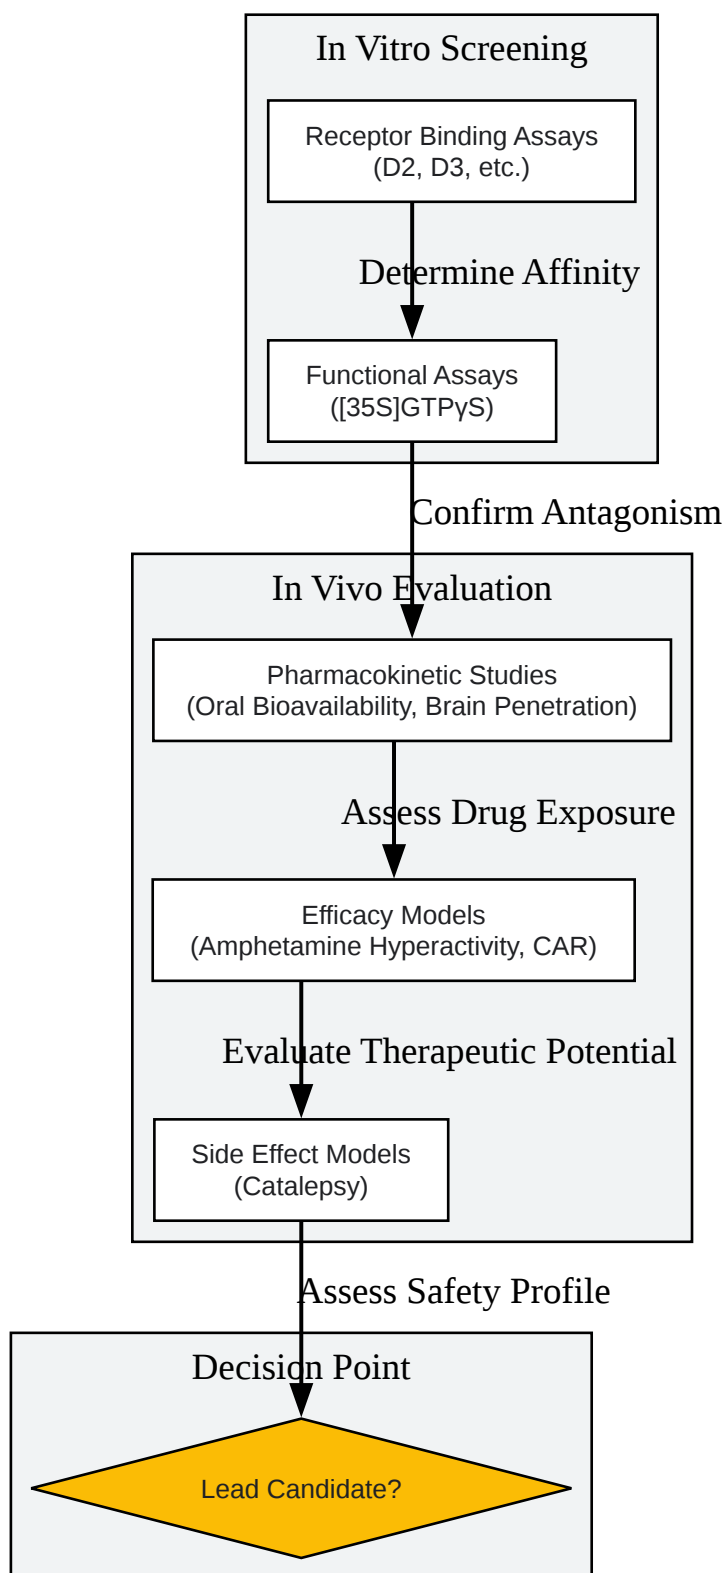 In Vitro Screening
Receptor Binding Assays
(D2, D3, etc.)
Determine Affinity
Functional Assays
([35S]GTPγS)
Confirm Antagonism
In Vivo Evaluation
Pharmacokinetic Studies
(Oral Bioavailability, Brain Penetration)
Assess Drug Exposure
Efficacy Models
(Amphetamine Hyperactivity, CAR)
Evaluate Therapeutic Potential
Side Effect Models
(Catalepsy)
Assess Safety Profile
Decision Point
Lead Candidate?